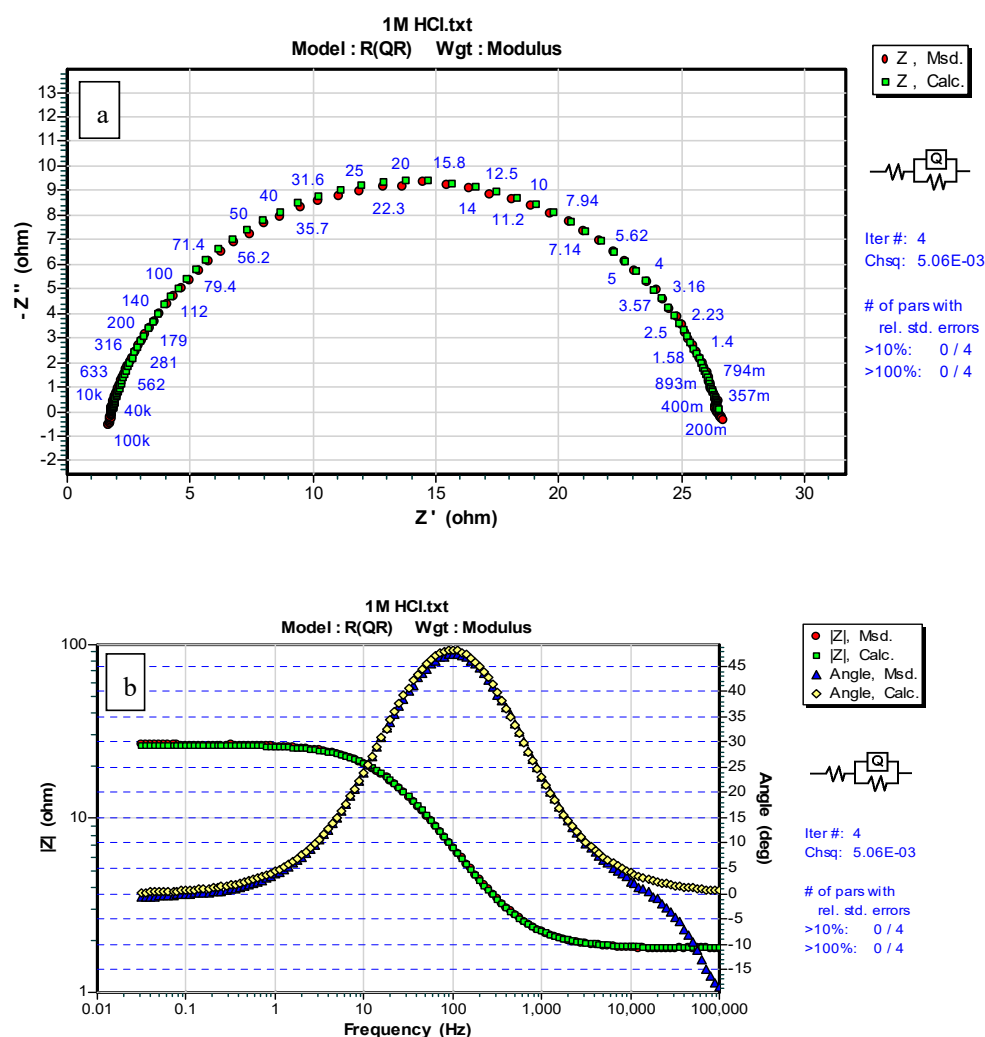 1M HCl.txt
Model : R(QR) Wgt : Modulus
a
-Z'' (ohm)
13
12
11
10
9
8
7
6
5
4
3
2
1
0
-1
-2
0 5 10 15 20 25 30
Z' (ohm)
Z , Msd.
Z , Calc.
Q
Iter #: 4
Chsq: 5.06E-03
# of pars with
rel. std. errors
>10%: 0 / 4
>100%: 0 / 4
15.8
20
25
12.5
31.6
10
40
14
7.94
22.3
11.2
50
35.7
5.62
7.14
71.4
56.2
4
100
5
3.16
79.4
140
3.57
112
2.23
200
2.5
316
179
1.4
1.58
281
633
794m
562
893m
10k
357m
40k
400m
100k
200m
1M HCl.txt
Model : R(QR) Wgt : Modulus
b
|Z| (ohm)
100
10
1
45
40
35
30
25
20
15
10
5
0
-5
-10
15
Angle (deg)
0.01 0.1 1 10 100 1,000 10,000 100,000
Frequency (Hz)
|Z|, Msd.
|Z|, Calc.
Angle, Msd.
Angle, Calc.
Q
Iter #: 4
Chsq: 5.06E-03
# of pars with
rel. std. errors
>10%: 0 / 4
>100%: 0 / 4